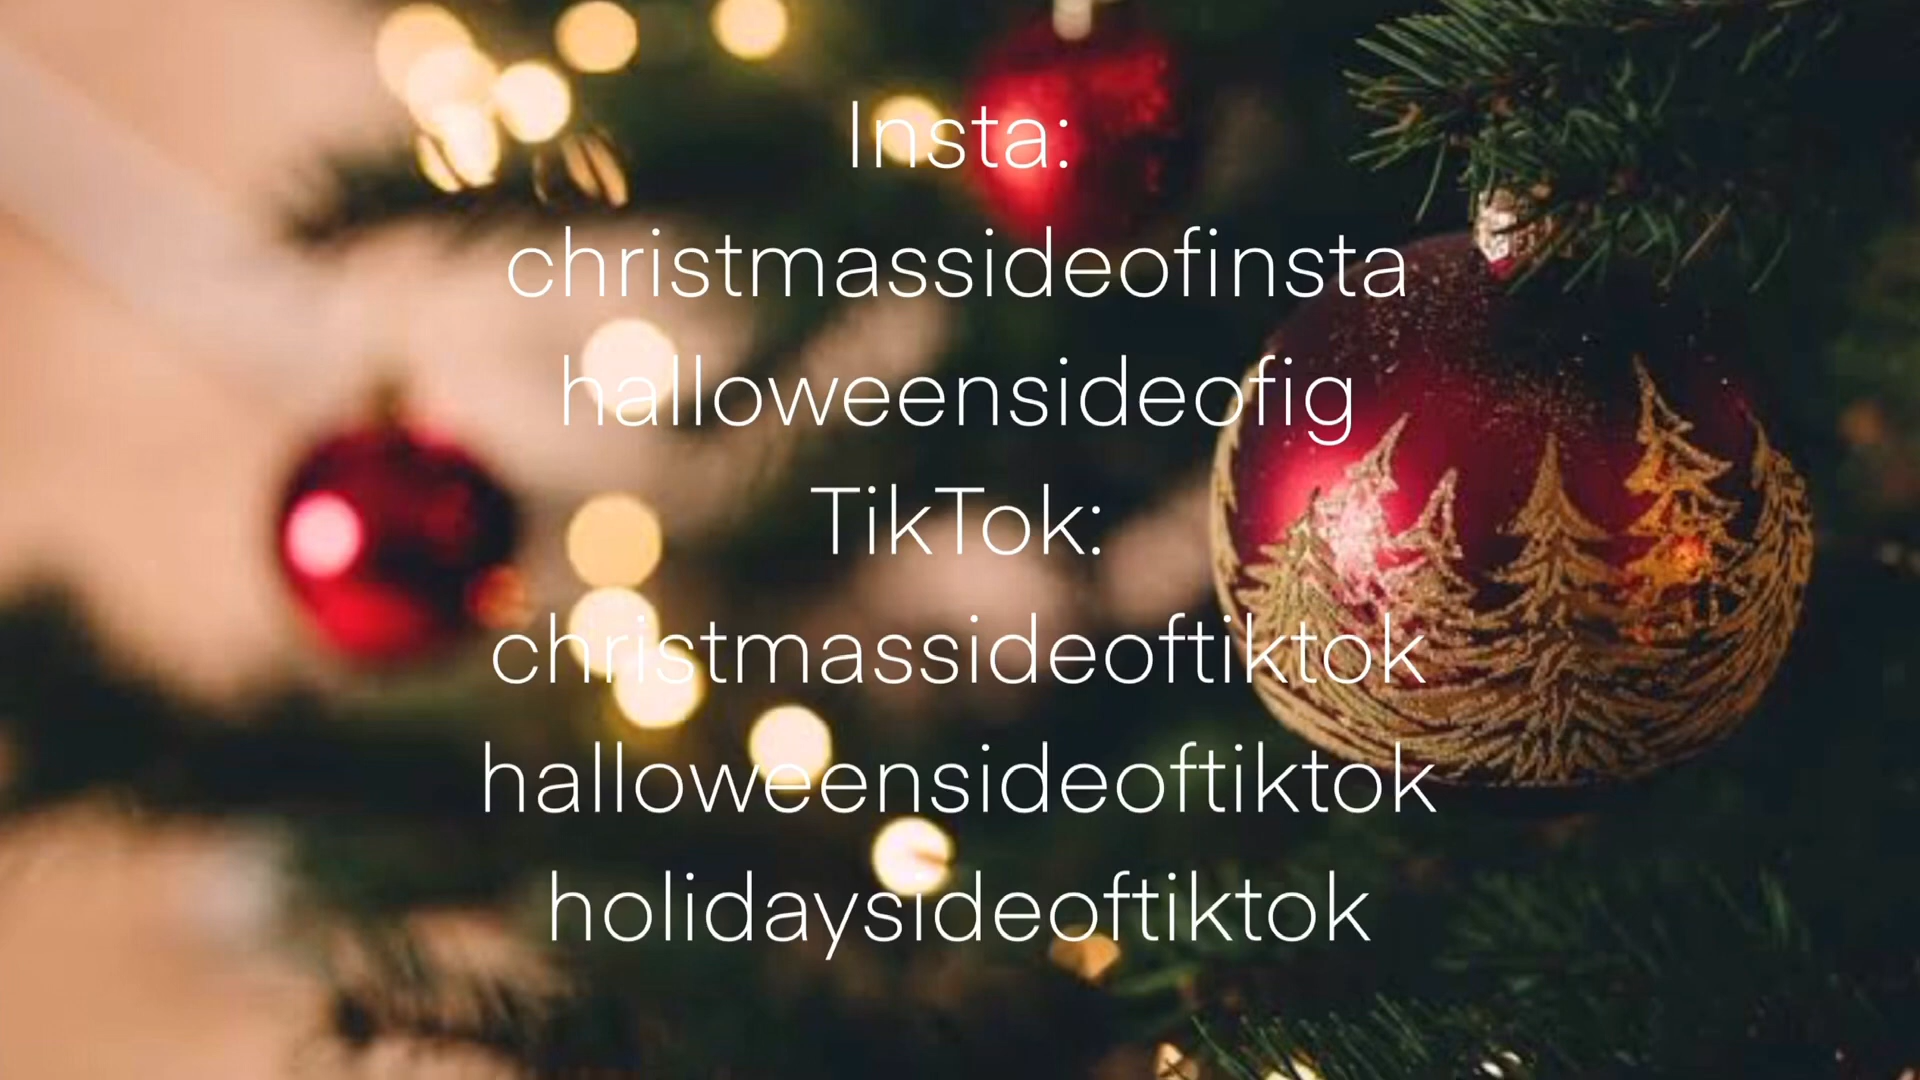 Insta:
christmassideofinsta
halloweensideofig
TikTok:
christmassideoftiktok
halloweensideoftiktok
holidaysideoftiktok